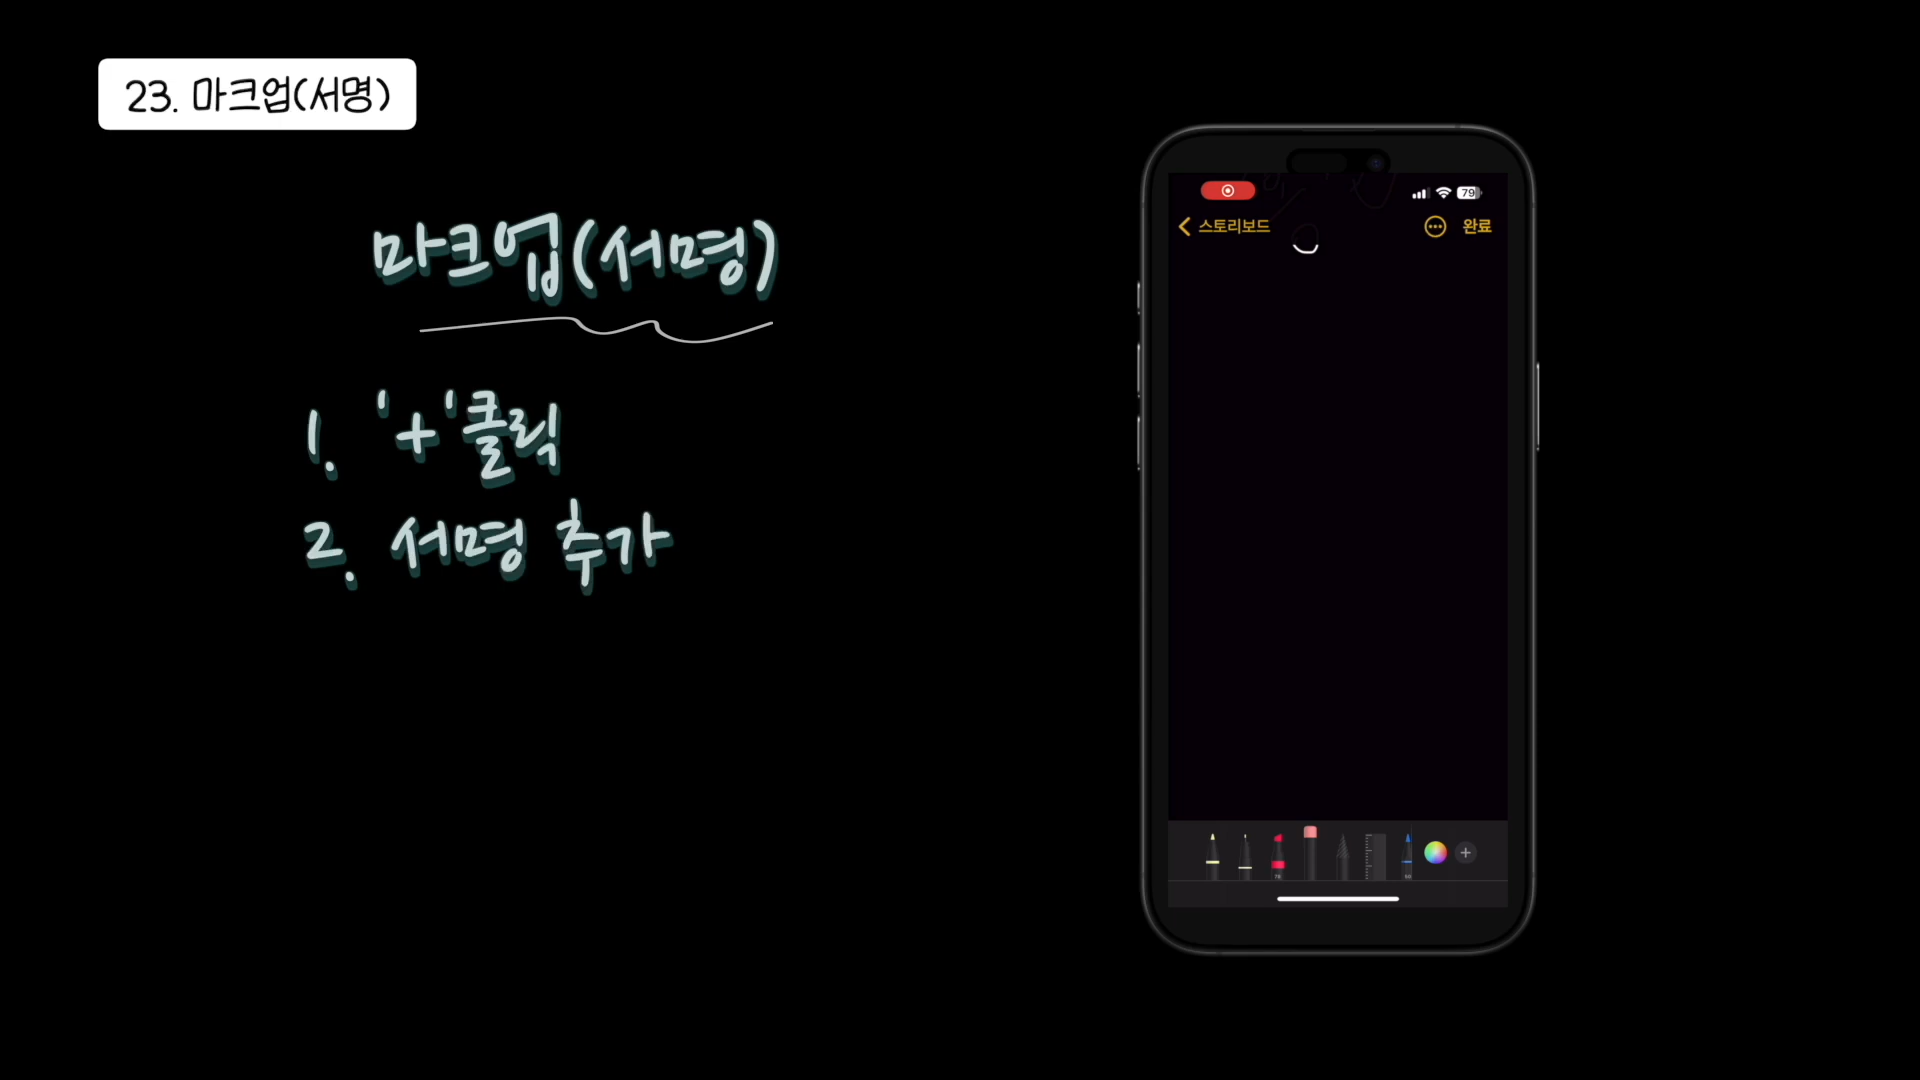 23. 마크업(서명)
마크업(서명)
1. '+'클릭
2. 서명 추가
79
스토리보드
완료